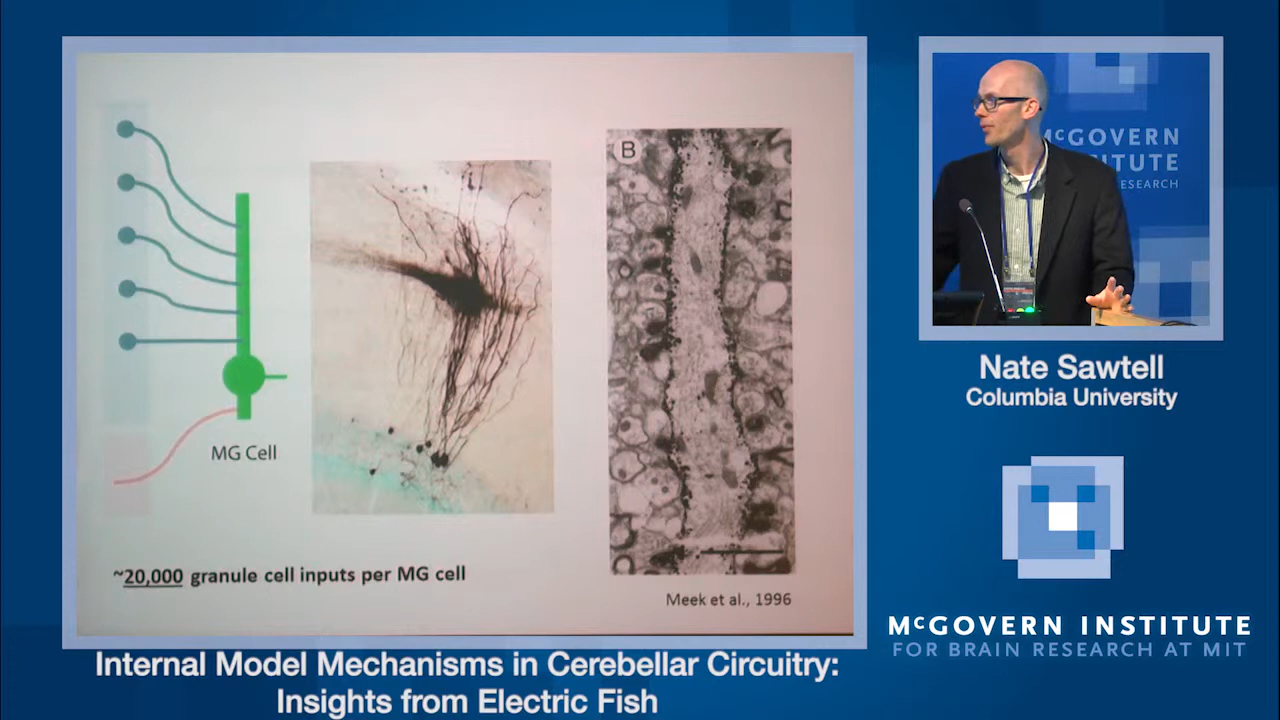 B
MG Cell
~20,000 granule cell inputs per MG cell
Meek et al., 1996
McGOVERN
INSTITUTE
RESEARCH
Nate Sawtell
Columbia University
McGOVERN INSTITUTE
FOR BRAIN RESEARCH AT MIT
Internal Model Mechanisms in Cerebellar Circuitry:
Insights from Electric Fish